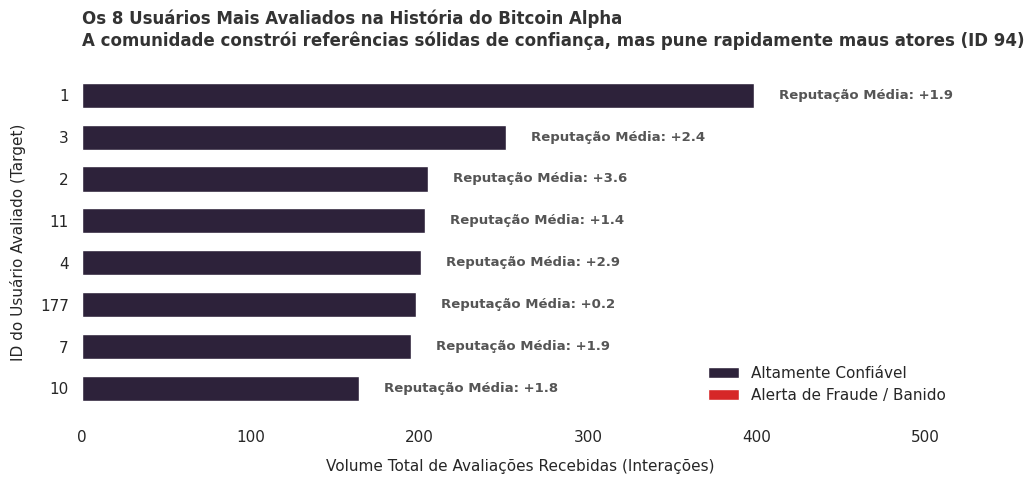 Os 8 Usuários Mais Avaliados na História do Bitcoin Alpha
A comunidade constrói referências sólidas de confiança, mas pune rapidamente maus atores (ID 94)
ID do Usuário Avaliado (Target)
1 Reputação Média: +1.9
3 Reputação Média: +2.4
2 Reputação Média: +3.6
11 Reputação Média: +1.4
4 Reputação Média: +2.9
177 Reputação Média: +0.2
7 Reputação Média: +1.9
10 Reputação Média: +1.8
Altamente Confiável
Alerta de Fraude / Banido
0 100 200 300 400 500
Volume Total de Avaliações Recebidas (Interações)